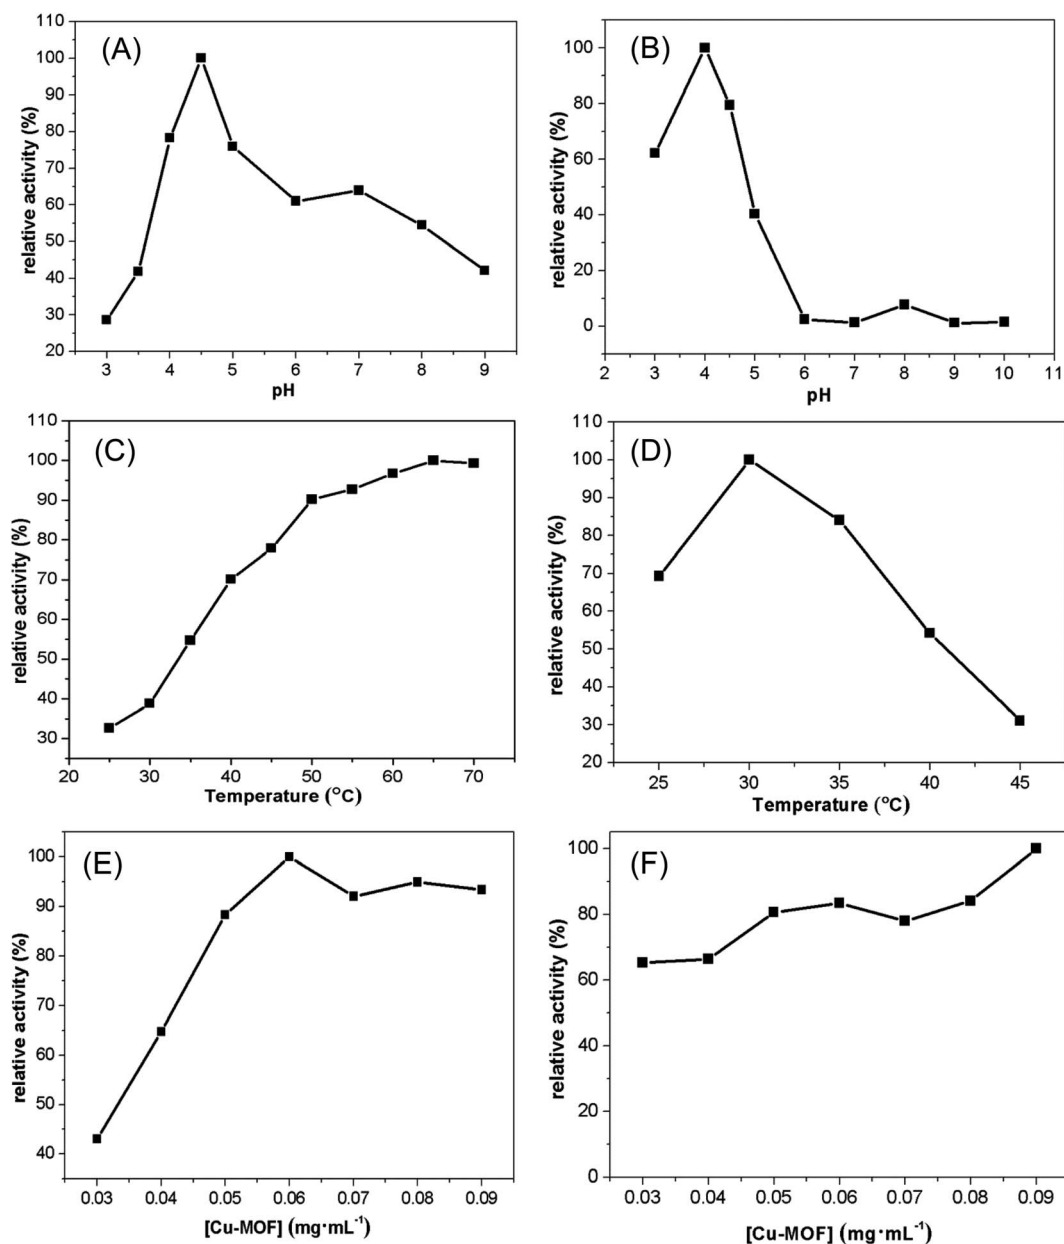 (A)
relative activity (%)
110
100
90
80
70
60
50
40
30
20
3 4 5 6 7 8 9
pH
(B)
relative activity (%)
100
80
60
40
20
0
2 3 4 5 6 7 8 9 10 11
pH
(C)
relative activity (%)
110
100
90
80
70
60
50
40
30
20 30 40 50 60 70
Temperature (°C)
(D)
relative activity (%)
110
100
90
80
70
60
50
40
30
20
25 30 35 40 45
Temperature (°C)
(E)
relative activity (%)
100
90
80
70
60
50
40
0.03 0.04 0.05 0.06 0.07 0.08 0.09
[Cu-MOF] (mg·mL⁻¹)
(F)
relative activity (%)
100
80
60
40
20
0
0.03 0.04 0.05 0.06 0.07 0.08 0.09
[Cu-MOF] (mg·mL⁻¹)